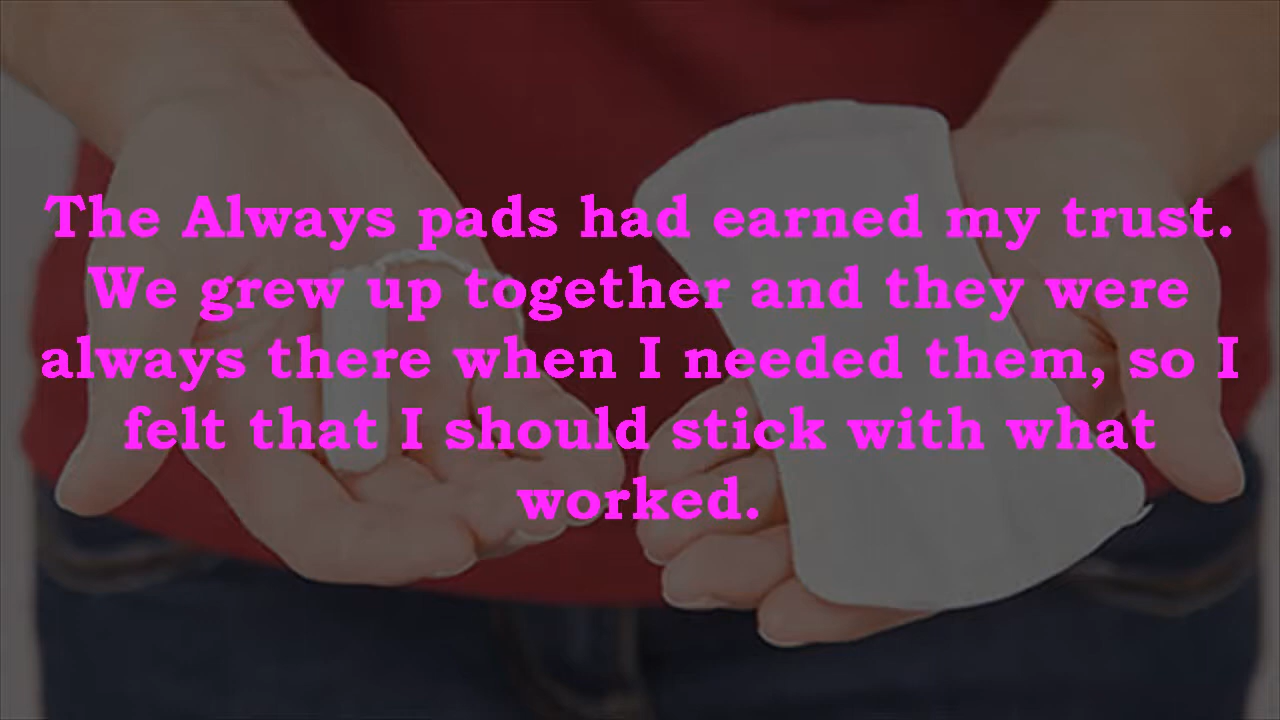 The Always pads had earned my trust.
We grew up together and they were
always there when I needed them, so I
felt that I should stick with what
worked.